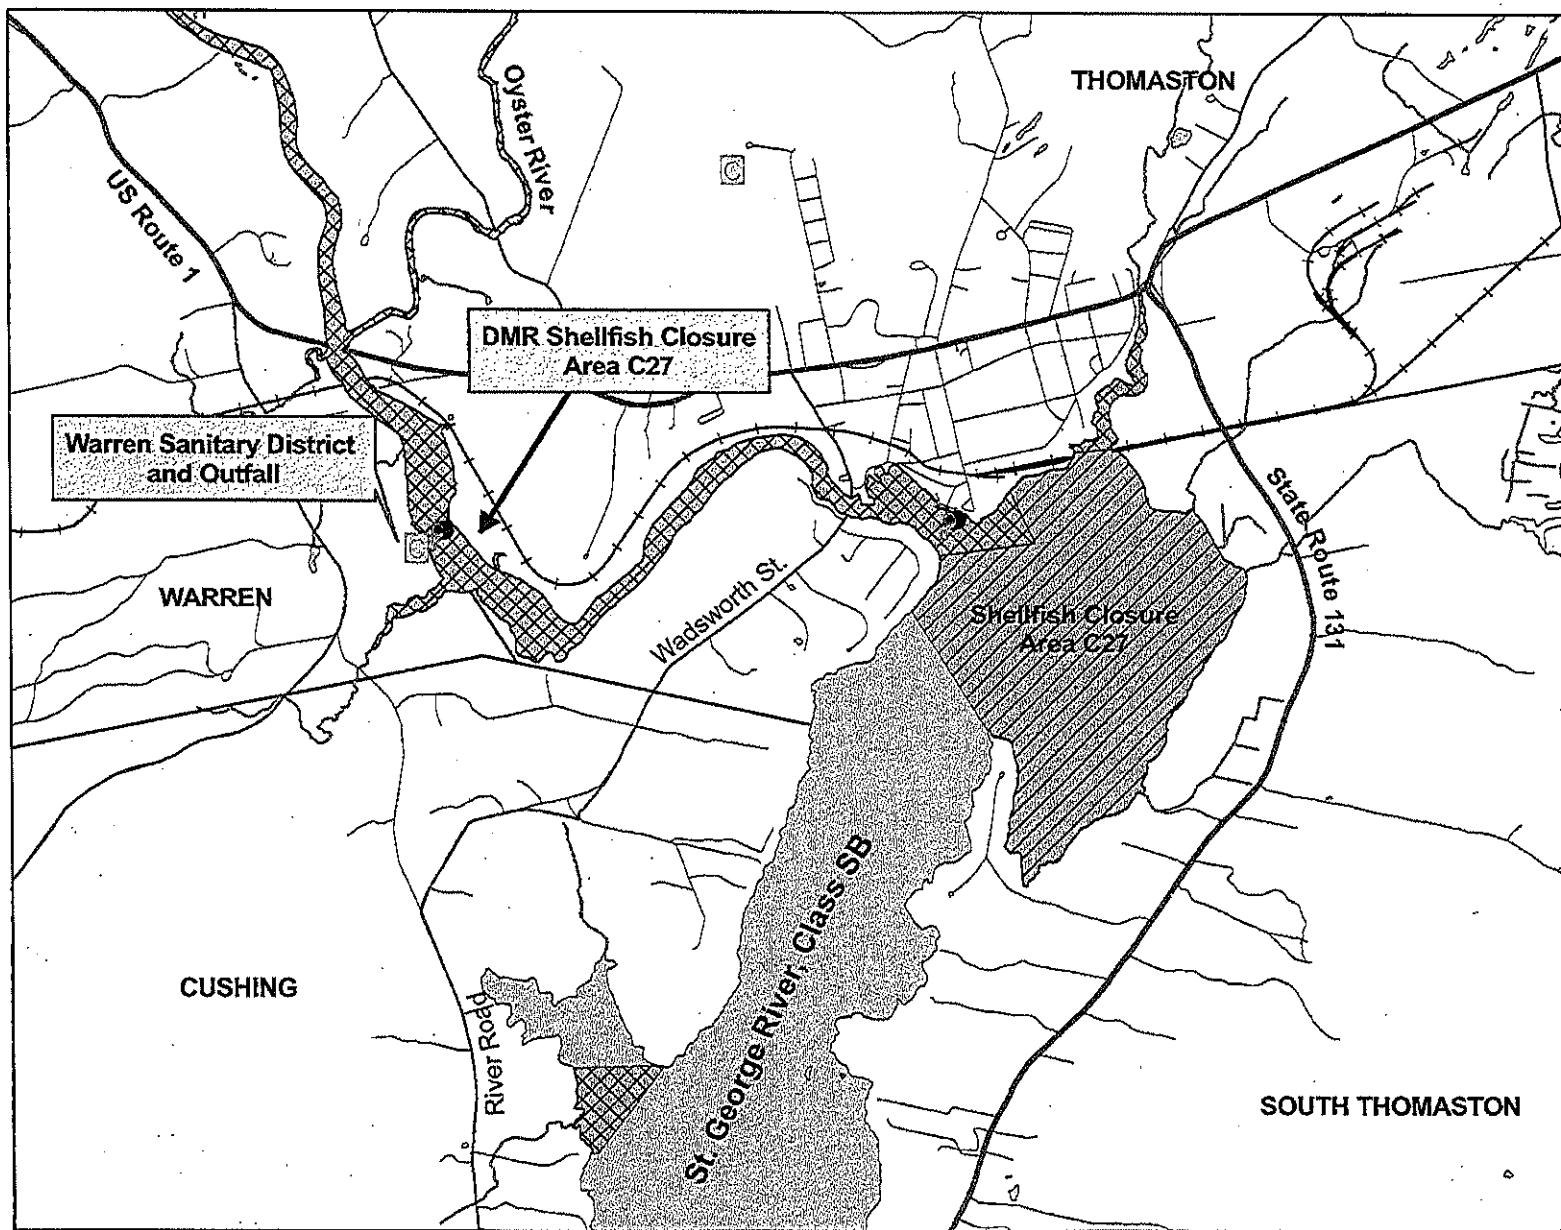 THOMASTON
Oyster River
US Route 1
C
DMR Shellfish Closure
Area C27
Warren Sanitary District
and Outfall
C
WARREN
Wadsworth St.
State Route 131
Shellfish Closure
Area C27
St. George River, Class SB
CUSHING
River Road
SOUTH THOMASTON